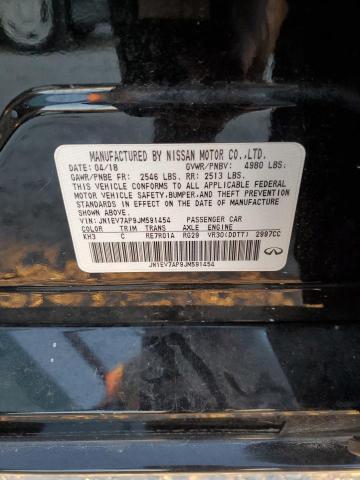 MANUFACTURED BY NISSAN MOTOR CO.,LTD.
DATE: 04/18 GVWR/PNBV: 4980 LBS.
GAWR/PNBE FR: 2546 LBS. RR: 2513 LBS.
THIS VEHICLE CONFORMS TO ALL APPLICABLE FEDERAL
MOTOR VEHICLE SAFETY,BUMPER,AND THEFT PREVENTION
STANDARDS IN EFFECT ON THE DATE OF MANUFACTURE
SHOWN ABOVE.
VIN: JN1EV7AP9JM591454 PASSENGER CAR
COLOR TRIM TRANS AXLE ENGINE
KH3 C RE7R01A RG29 VR30(DDTT) 2997CC
JN1EV7AP9JM591454